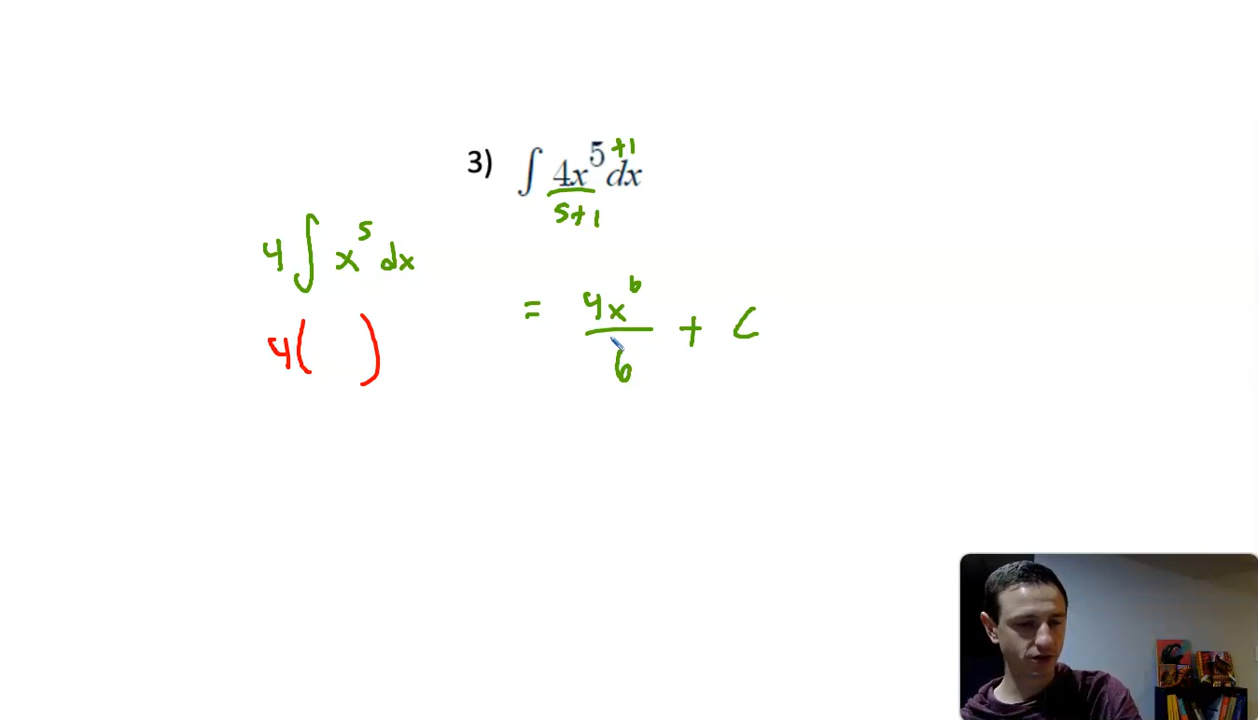 3) ∫ 4x^5 dx
+1
5+1
4∫ x^5 dx
= 4x^6/6 + C
4( )